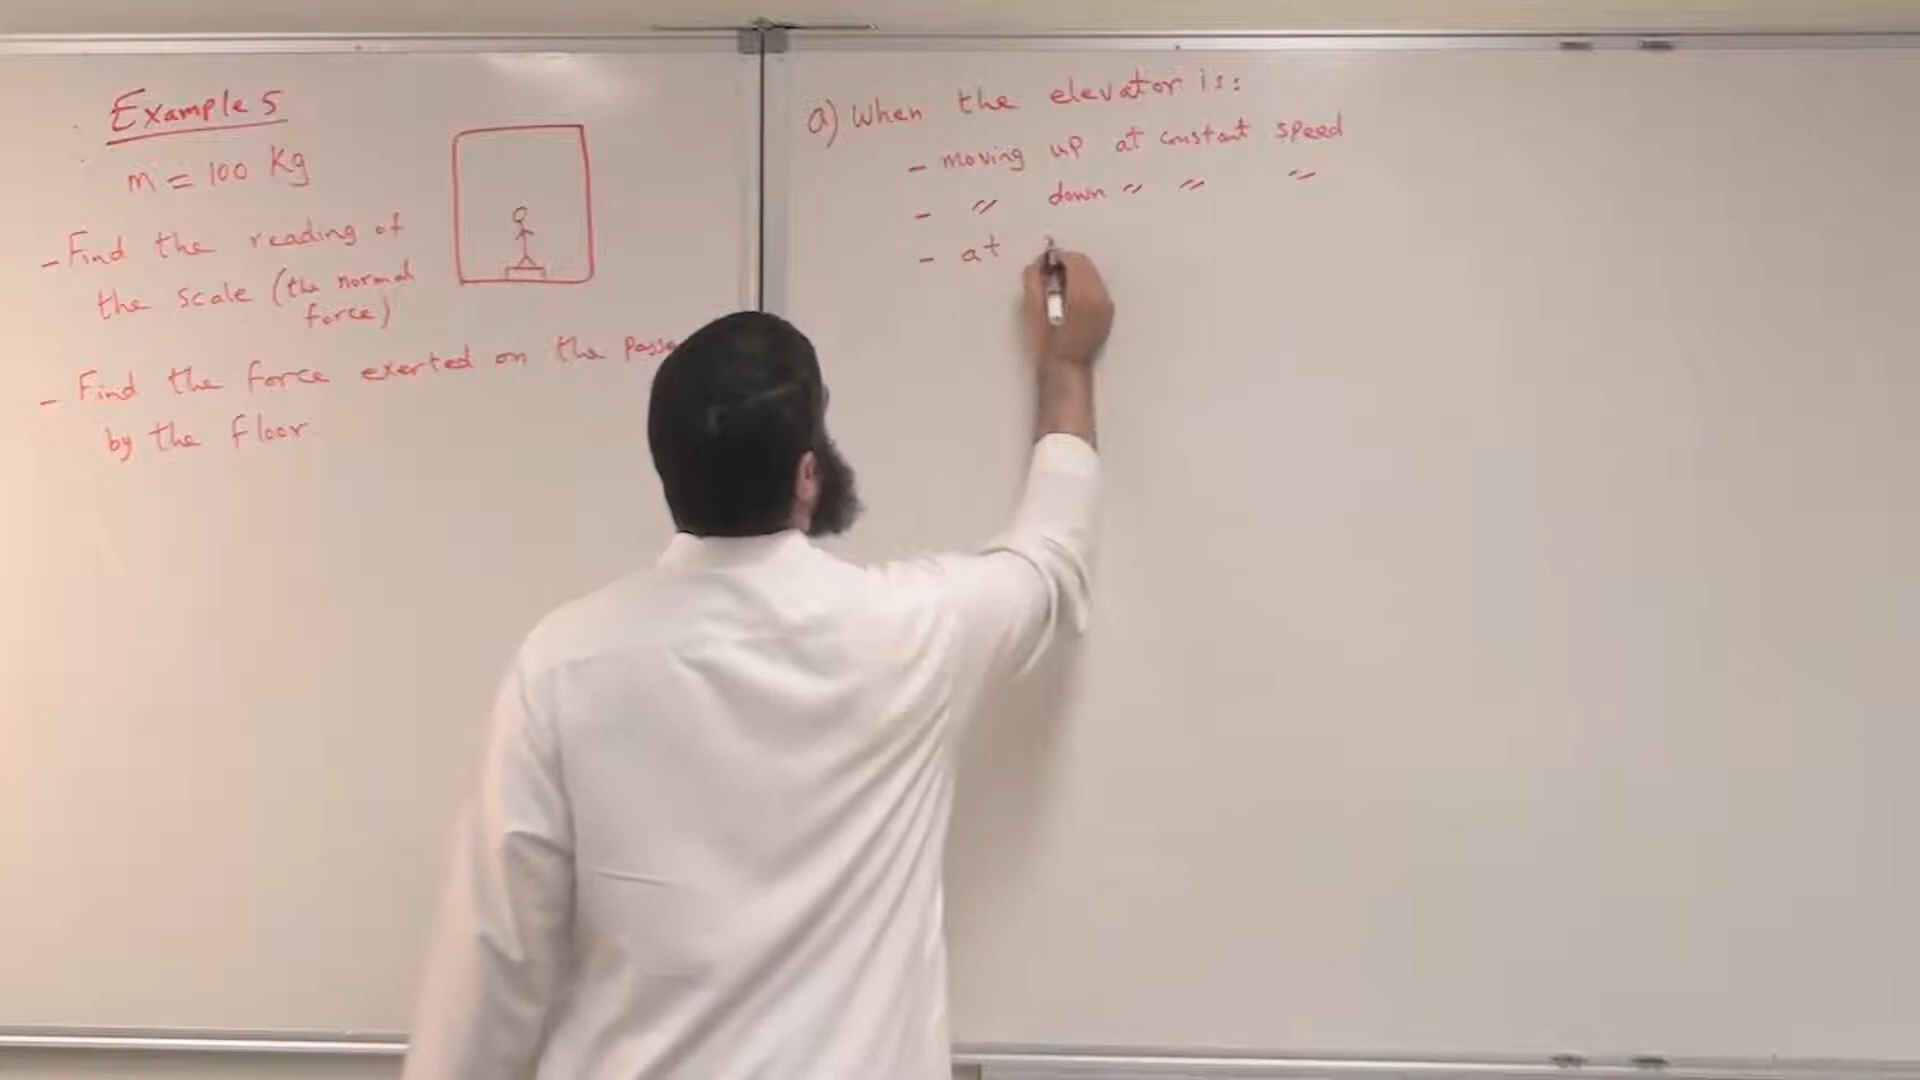 Example 5
m = 100 Kg
- Find the reading of
the scale (the normal
force)
- Find the force exerted on the
by the floor
a) When the elevator is:
- moving up at constant speed
- 〃 down 〃 〃 〃
- at